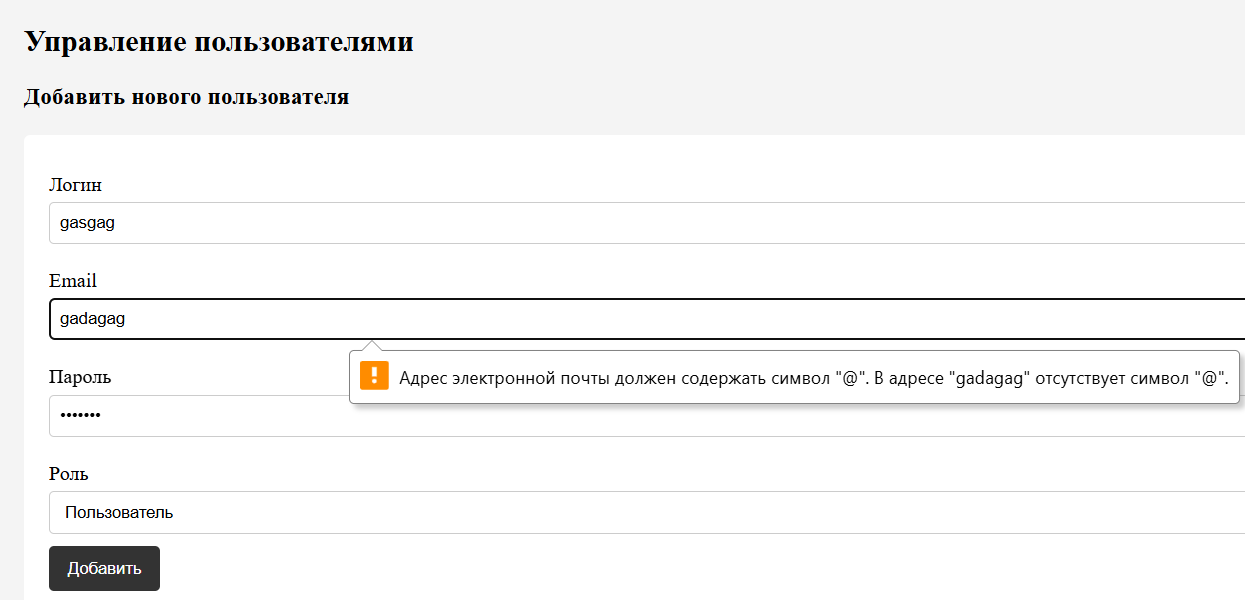 Управление пользователями
Добавить нового пользователя
Логин
gasgag
Email
gadagag
Адрес электронной почты должен содержать символ "@". В адресе "gadagag" отсутствует символ "@".
Пароль
•••••••
Роль
Пользователь
Добавить